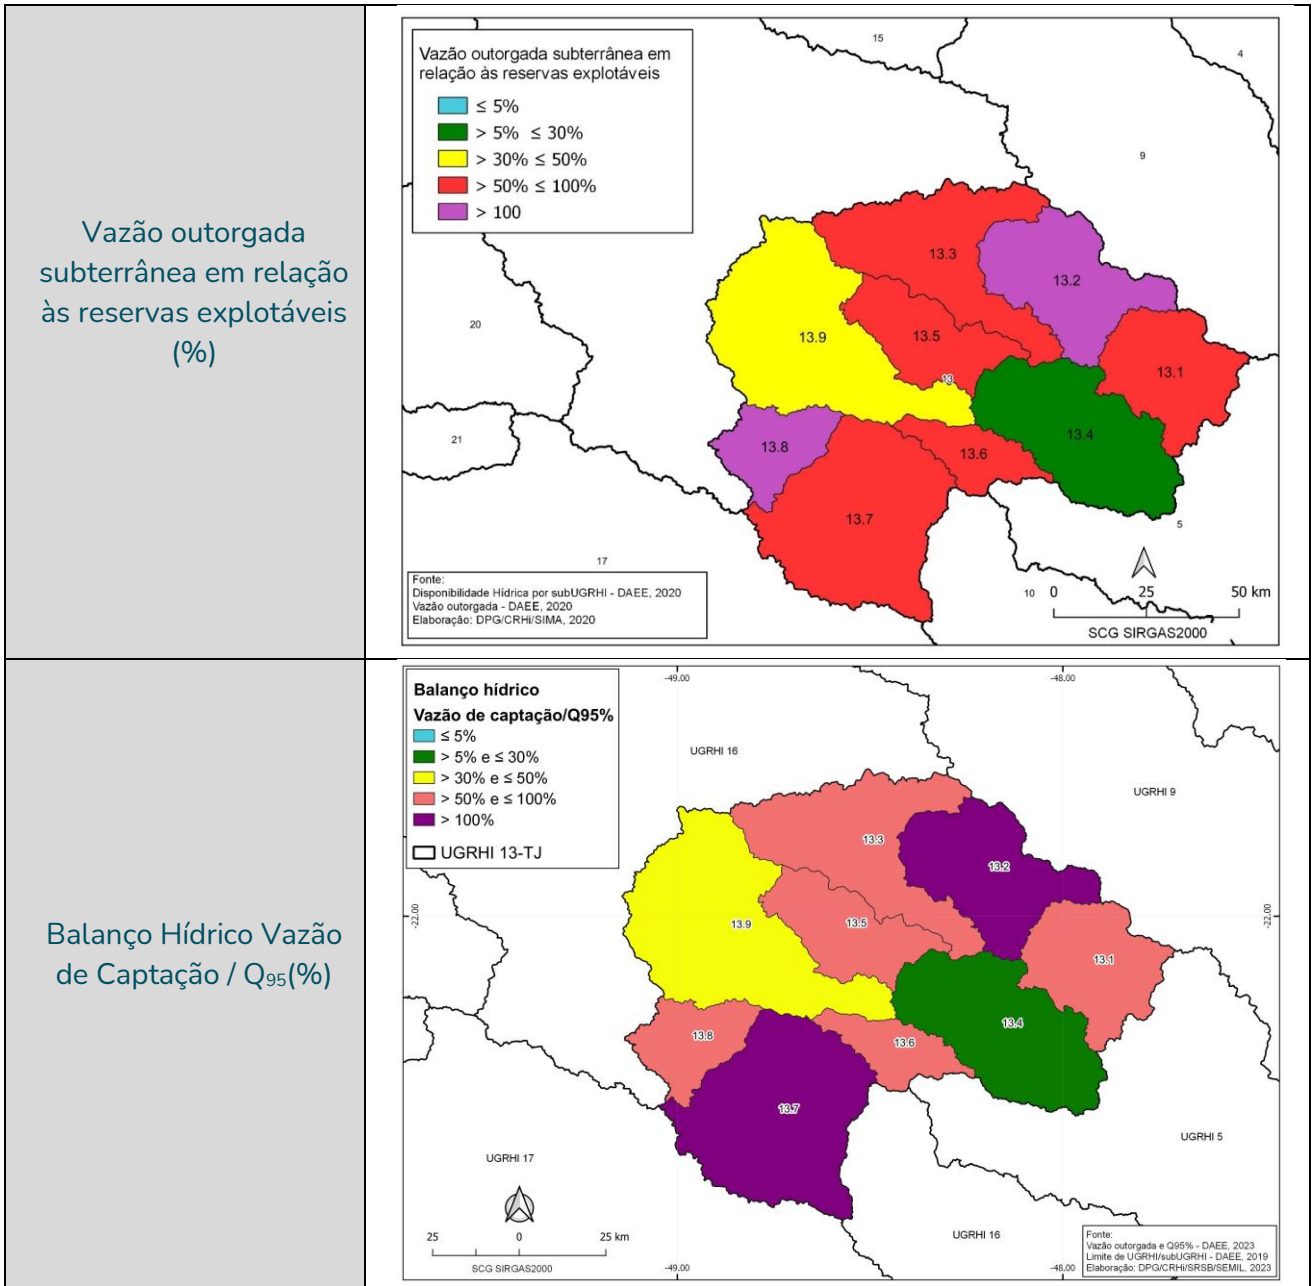 Vazão outorgada
subterrânea em relação
às reservas explotáveis
(%)
Vazão outorgada subterrânea em
relação às reservas explotáveis
≤ 5%
> 5% ≤ 30%
> 30% ≤ 50%
> 50% ≤ 100%
> 100
15
4
9
20
21
17
10
5
13
13.3
13.2
13.9
13.5
13.1
13.4
13.8
13.6
13.7
Fonte:
Disponibilidade Hídrica por subUGRHI - DAEE, 2020
Vazão outorgada - DAEE, 2020
Elaboração: DPG/CRHi/SIMA, 2020
0 25 50 km
SCG SIRGAS2000
Balanço Hídrico Vazão
de Captação / Q95(%)
Balanço hídrico
Vazão de captação/Q95%
≤ 5%
> 5% e ≤ 30%
> 30% e ≤ 50%
> 50% e ≤ 100%
> 100%
UGRHI 13-TJ
-49.00
-48.00
UGRHI 16
UGRHI 9
13.3
13.2
-22.00
13.9
13.5
-22.00
13.1
13.4
13.8
13.6
13.7
UGRHI 5
UGRHI 17
UGRHI 16
25 0 25 km
SCG SIRGAS2000
-49.00
-48.00
Fonte:
Vazão outorgada e Q95% - DAEE, 2023
Limite de UGRHI/subUGRHI - DAEE, 2019
Elaboração: DPG/CRHi/SRSB/SEMIL, 2023